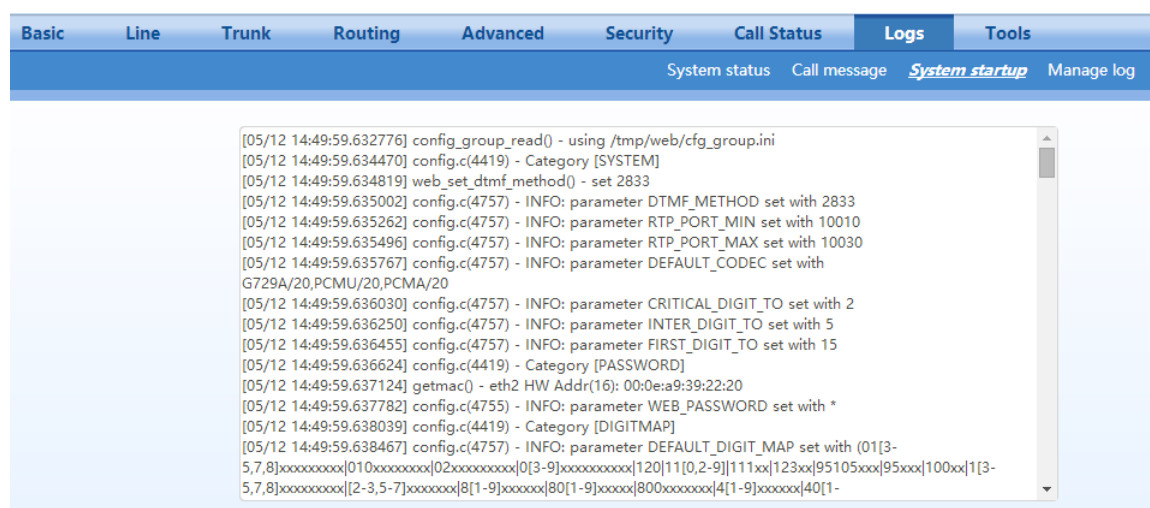 Basic Line Trunk Routing Advanced Security Call Status Logs Tools
System status Call message System startup Manage log
[05/12 14:49:59.632776] config_group_read() - using /tmp/web/cfg_group.ini
[05/12 14:49:59.634470] config.c(4419) - Category [SYSTEM]
[05/12 14:49:59.634819] web_set_dtmf_method() - set 2833
[05/12 14:49:59.635002] config.c(4757) - INFO: parameter DTMF_METHOD set with 2833
[05/12 14:49:59.635262] config.c(4757) - INFO: parameter RTP_PORT_MIN set with 10010
[05/12 14:49:59.635496] config.c(4757) - INFO: parameter RTP_PORT_MAX set with 10030
[05/12 14:49:59.635767] config.c(4757) - INFO: parameter DEFAULT_CODEC set with
G729A/20,PCMU/20,PCMA/20
[05/12 14:49:59.636030] config.c(4757) - INFO: parameter CRITICAL_DIGIT_TO set with 2
[05/12 14:49:59.636250] config.c(4757) - INFO: parameter INTER_DIGIT_TO set with 5
[05/12 14:49:59.636455] config.c(4757) - INFO: parameter FIRST_DIGIT_TO set with 15
[05/12 14:49:59.636624] config.c(4419) - Category [PASSWORD]
[05/12 14:49:59.637124] getmac() - eth2 HW Addr(16): 00:0e:a9:39:22:20
[05/12 14:49:59.637782] config.c(4755) - INFO: parameter WEB_PASSWORD set with *
[05/12 14:49:59.638039] config.c(4419) - Category [DIGITMAP]
[05/12 14:49:59.638467] config.c(4757) - INFO: parameter DEFAULT_DIGIT_MAP set with (01[3-
5,7,8]xxxxxxxxx|010xxxxxxxx|02xxxxxxxxx|0[3-9]xxxxxxxxxx|120|11[0,2-9]|111xx|123xx|95105xxx|95xxx|100xx|1[3-
5,7,8]xxxxxxxxx|[2-3,5-7]xxxxxxx|8[1-9]xxxxxx|80[1-9]xxxxx|800xxxxxxx|4[1-9]xxxxxx|40[1-